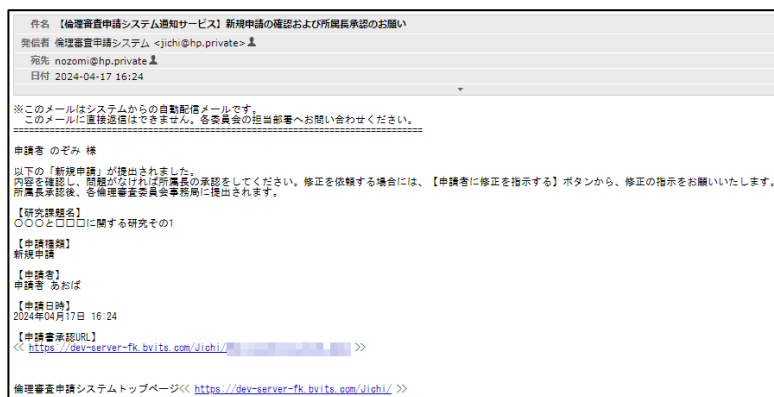 件名 【倫理審査申請システム通知サービス】新規申請の確認および所属長承認のお願い
発信者 倫理審査申請システム <jichi@hp.private>
宛先 nozomi@hp.private
日付 2024-04-17 16:24
※このメールはシステムからの自動配信メールです。
このメールに直接返信はできません。各委員会の担当部署へお問い合わせください。
==============================================================================
申請者 のぞみ 様
以下の「新規申請」が提出されました。
内容を確認し、問題がなければ所属長の承認をしてください。修正を依頼する場合には、【申請者に修正を指示する】ボタンから、修正の指示をお願いいたします。
所属長承認後、各倫理審査委員会事務局に提出されます。
【研究課題名】
〇〇〇と□□□に関する研究その1
【申請種類】
新規申請
【申請者】
申請者 あおば
【申請日時】
2024年04月17日 16:24
【申請書承認URL】
<< https://dev-server-fk.bvits.com/Jichi/ >>
倫理審査申請システムトップページ<< https://dev-server-fk.bvits.com/Jichi/ >>